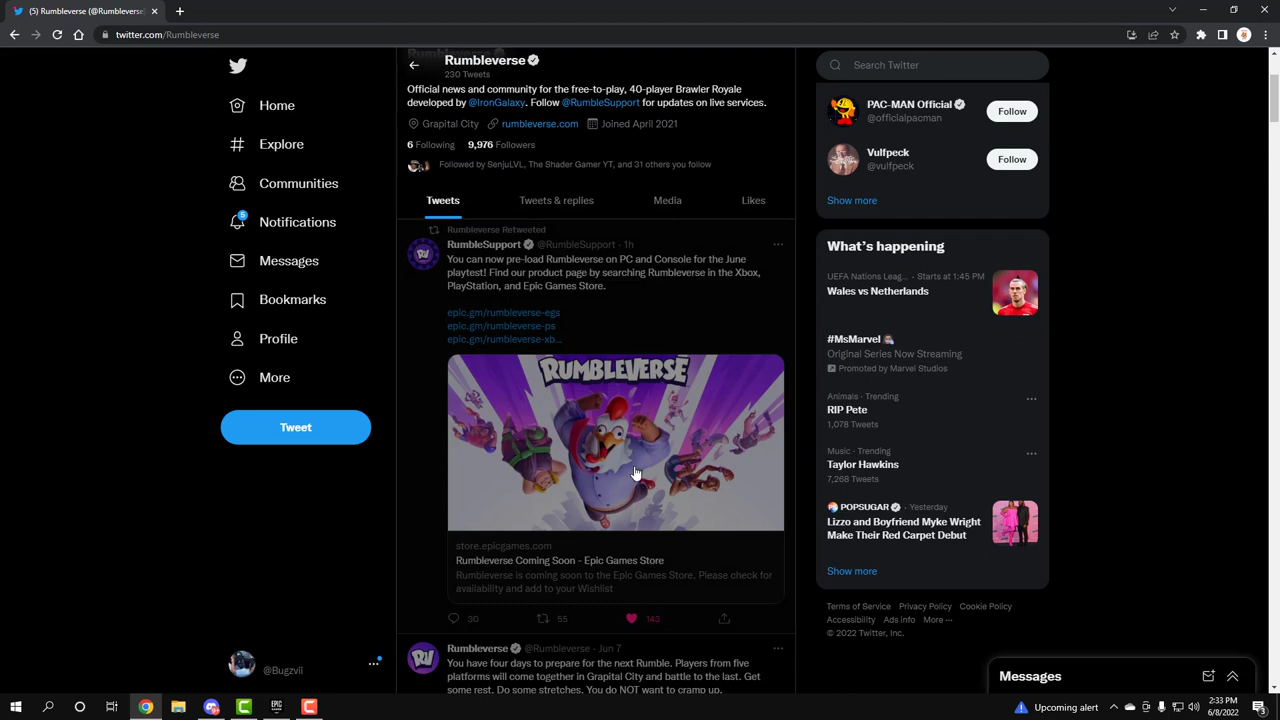 (5) Rumbleverse (@Rumblevers
twitter.com/Rumbleverse
Rumbleverse
230 Tweets
Official news and community for the free-to-play, 40-player Brawler Royale
developed by @IronGalaxy. Follow @RumbleSupport for updates on live services.
Grapital City rumbleverse.com Joined April 2021
6 Following 9,976 Followers
Followed by SenjuLVL, The Shader Gamer YT, and 31 others you follow
Tweets Tweets & replies Media Likes
Rumbleverse Retweeted
RumbleSupport @RumbleSupport · 1h
You can now pre-load Rumbleverse on PC and Console for the June
playtest! Find our product page by searching Rumbleverse in the Xbox,
PlayStation, and Epic Games Store.
epic.gm/rumbleverse-egs
epic.gm/rumbleverse-ps
epic.gm/rumbleverse-xb...
RUMBLEVERSE
store.epicgames.com
Rumbleverse Coming Soon - Epic Games Store
Rumbleverse is coming soon to the Epic Games Store. Please check for
availability and add to your Wishlist
30 55 143
Rumbleverse @Rumbleverse · Jun 7
You have four days to prepare for the next Rumble. Players from five
platforms will come together in Grapital City and battle to the last. Get
some rest. Do some stretches. You do NOT want to cramp up.
Home
Explore
Communities
5
Notifications
Messages
Bookmarks
Profile
More
Tweet
@Bugzvii
Search Twitter
PAC-MAN Official
@officialpacman
Follow
Vulfpeck
@vulfpeck
Follow
Show more
What's happening
UEFA Nations Leag... · Starts at 1:45 PM
Wales vs Netherlands
#MsMarvel
Original Series Now Streaming
Promoted by Marvel Studios
Animals · Trending
RIP Pete
1,078 Tweets
Music · Trending
Taylor Hawkins
7,268 Tweets
POPSUGAR · Yesterday
Lizzo and Boyfriend Myke Wright
Make Their Red Carpet Debut
Show more
Terms of Service Privacy Policy Cookie Policy
Accessibility Ads info More ···
© 2022 Twitter, Inc.
Messages
Upcoming alert
2:33 PM
6/8/2022
3